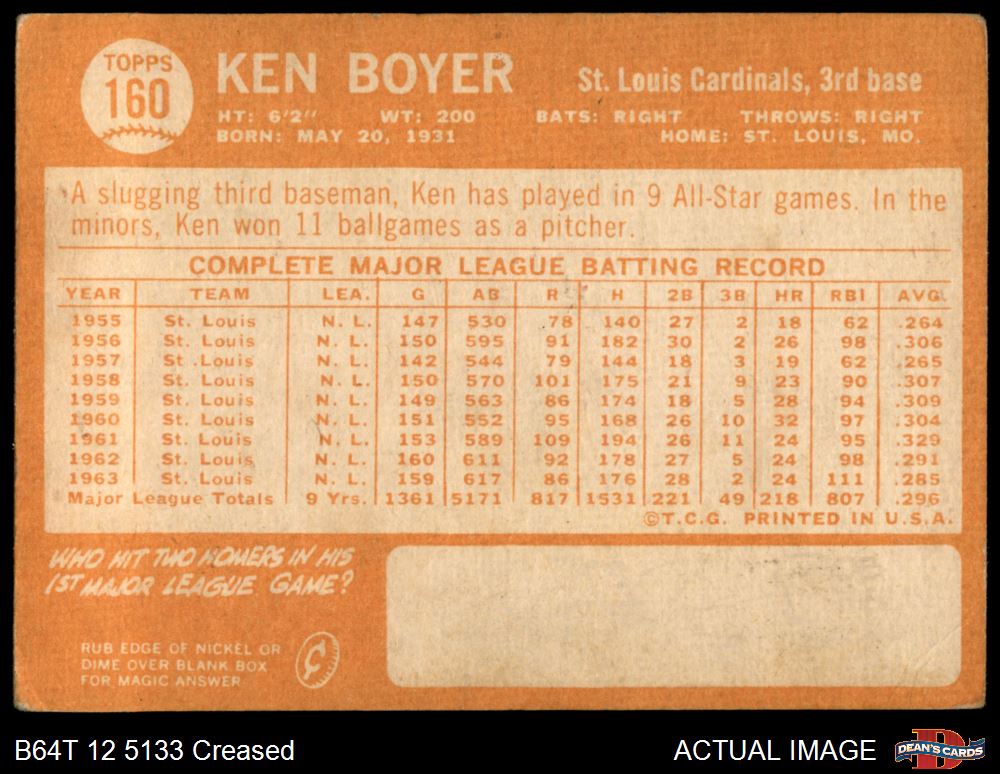 TOPPS
160
KEN BOYER
St. Louis Cardinals, 3rd base
HT: 6'2" WT: 200 BATS: RIGHT THROWS: RIGHT
BORN: MAY 20, 1931 HOME: ST. LOUIS, MO.
A slugging third baseman, Ken has played in 9 All-Star games. In the
minors, Ken won 11 ballgames as a pitcher.
COMPLETE MAJOR LEAGUE BATTING RECORD
YEAR TEAM LEA. G AB R H 2B 3B HR RBI AVG.
1955 St. Louis N. L. 147 530 78 140 27 2 18 62 .264
1956 St. Louis N. L. 150 595 91 182 30 2 26 98 .306
1957 St. Louis N. L. 142 544 79 144 18 3 19 62 .265
1958 St. Louis N. L. 150 570 101 175 21 9 23 90 .307
1959 St. Louis N. L. 149 563 86 174 18 5 28 94 .309
1960 St. Louis N. L. 151 552 95 168 26 10 32 97 .304
1961 St. Louis N. L. 153 589 109 194 26 11 24 95 .329
1962 St. Louis N. L. 160 611 92 178 27 5 24 98 .291
1963 St. Louis N. L. 159 617 86 176 28 2 24 111 .285
Major League Totals 9 Yrs. 1361 5171 817 1531 221 49 218 807 .296
©T.C.G. PRINTED IN U.S.A.
WHO HIT TWO HOMERS IN HIS
1ST MAJOR LEAGUE GAME?
RUB EDGE OF NICKEL OR
DIME OVER BLANK BOX
FOR MAGIC ANSWER
¢
B64T 12 5133 Creased
ACTUAL IMAGE
D
DEAN'S CARDS